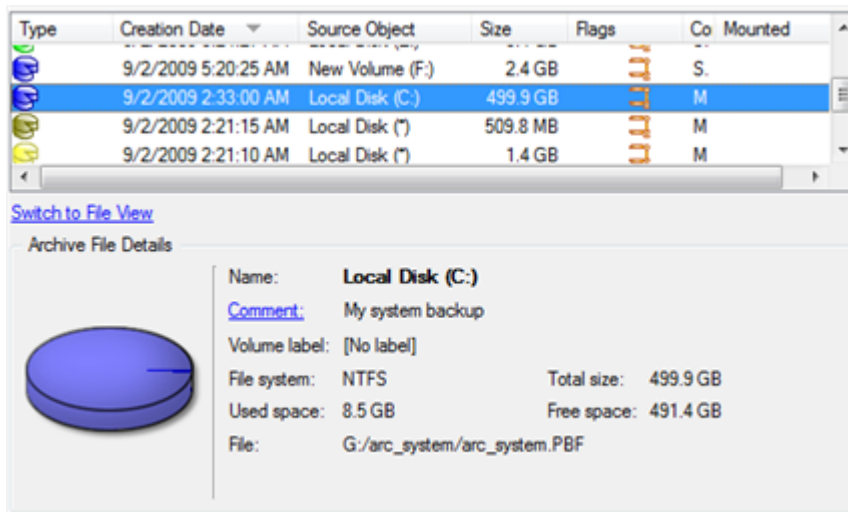 Type Creation Date Source Object Size Flags Co Mounted
9/2/2009 5:20:25 AM New Volume (F:) 2.4 GB S.
9/2/2009 2:33:00 AM Local Disk (C:) 499.9 GB M
9/2/2009 2:21:15 AM Local Disk (*) 509.8 MB M
9/2/2009 2:21:10 AM Local Disk (*) 1.4 GB M
Switch to File View
Archive File Details
Name: Local Disk (C:)
Comment: My system backup
Volume label: [No label]
File system: NTFS Total size: 499.9 GB
Used space: 8.5 GB Free space: 491.4 GB
File: G:/arc_system/arc_system.PBF